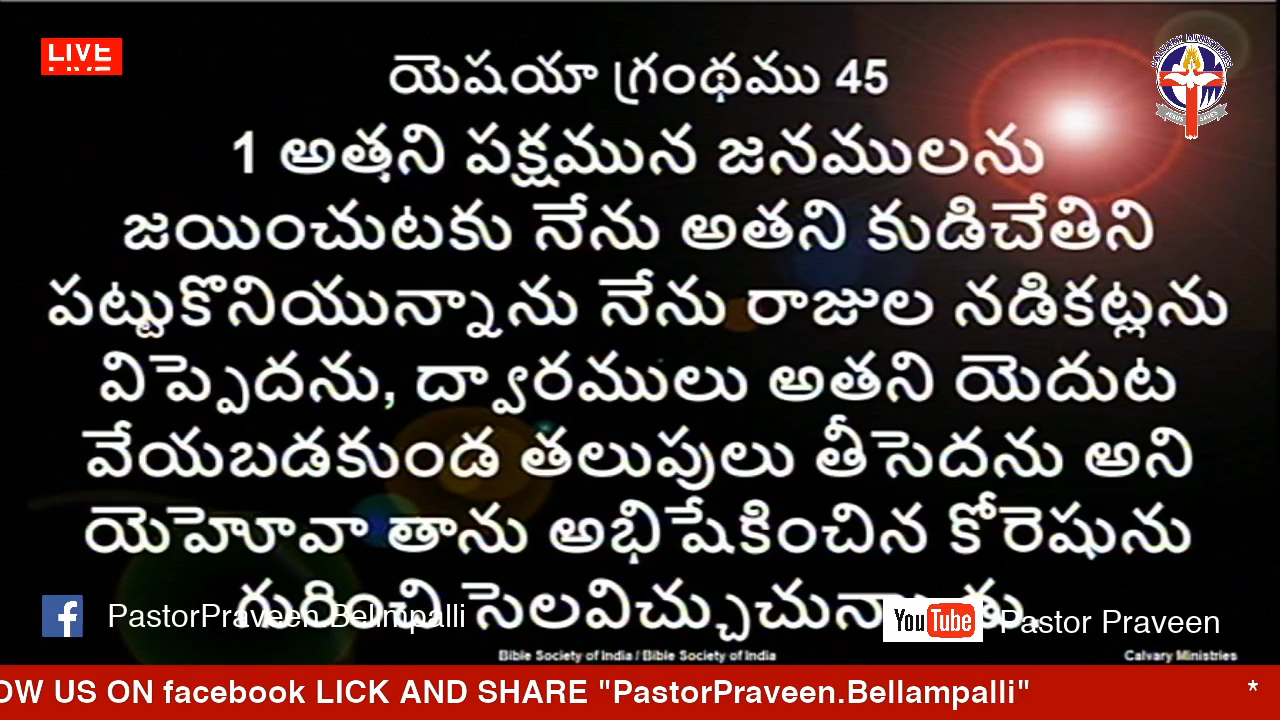 LIVE
యెషయా గ్రంథము 45
1 అతని పక్షమున జనములను
జయించుటకు నేను అతని కుడిచేతిని
పట్టుకొనియున్నాను నేను రాజుల నడికట్లను
విప్పెదను, ద్వారములు అతని యెదుట
వేయబడకుండ తలుపులు తీసెదను అని
యెహోవా తాను అభిషేకించిన కోరెషును
గురించి సెలవిచ్చుచున్నాడు.
PastorPraveen.Belimpalli
YouTube Pastor Praveen
Bible Society of India / Bible Society of India
Calvary Ministries
OW US ON facebook LICK AND SHARE "PastorPraveen.Bellampalli" *